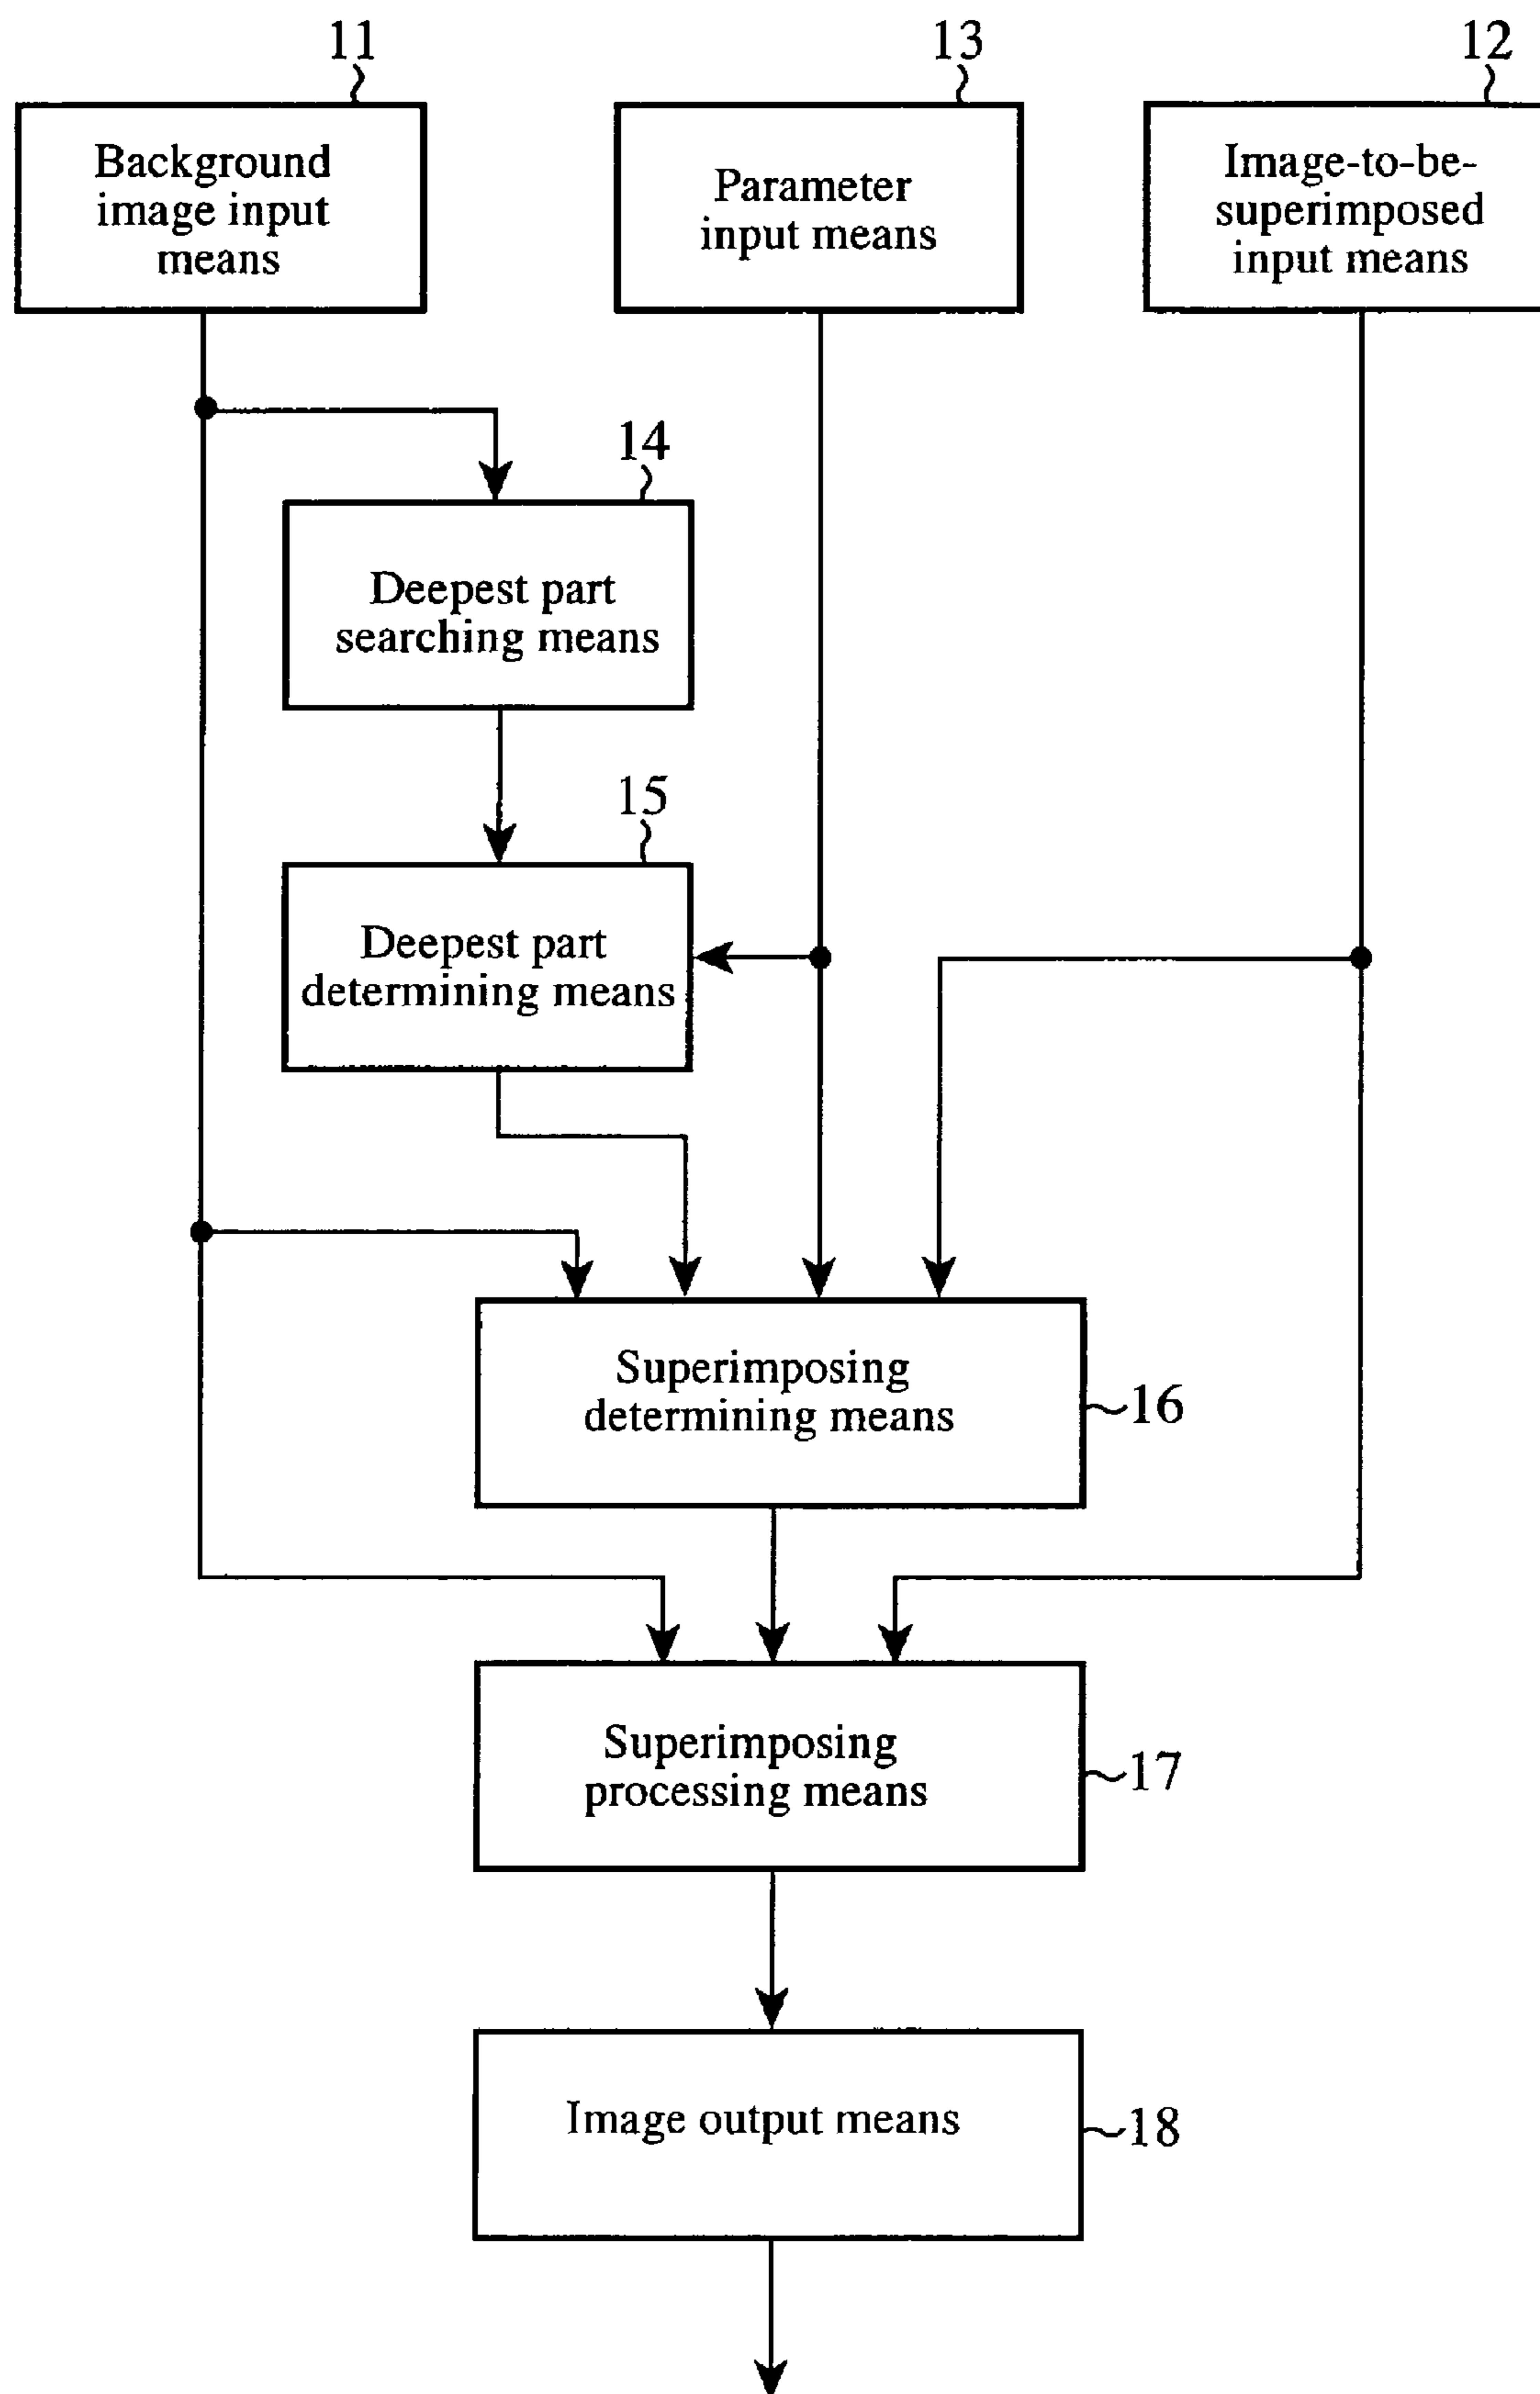 11
13
12
Background
image input
means
Parameter
input means
Image-to-be-
superimposed
input means
14
Deepest part
searching means
15
Deepest part
determining means
Superimposing
determining means
16
Superimposing
processing means
17
Image output means
18